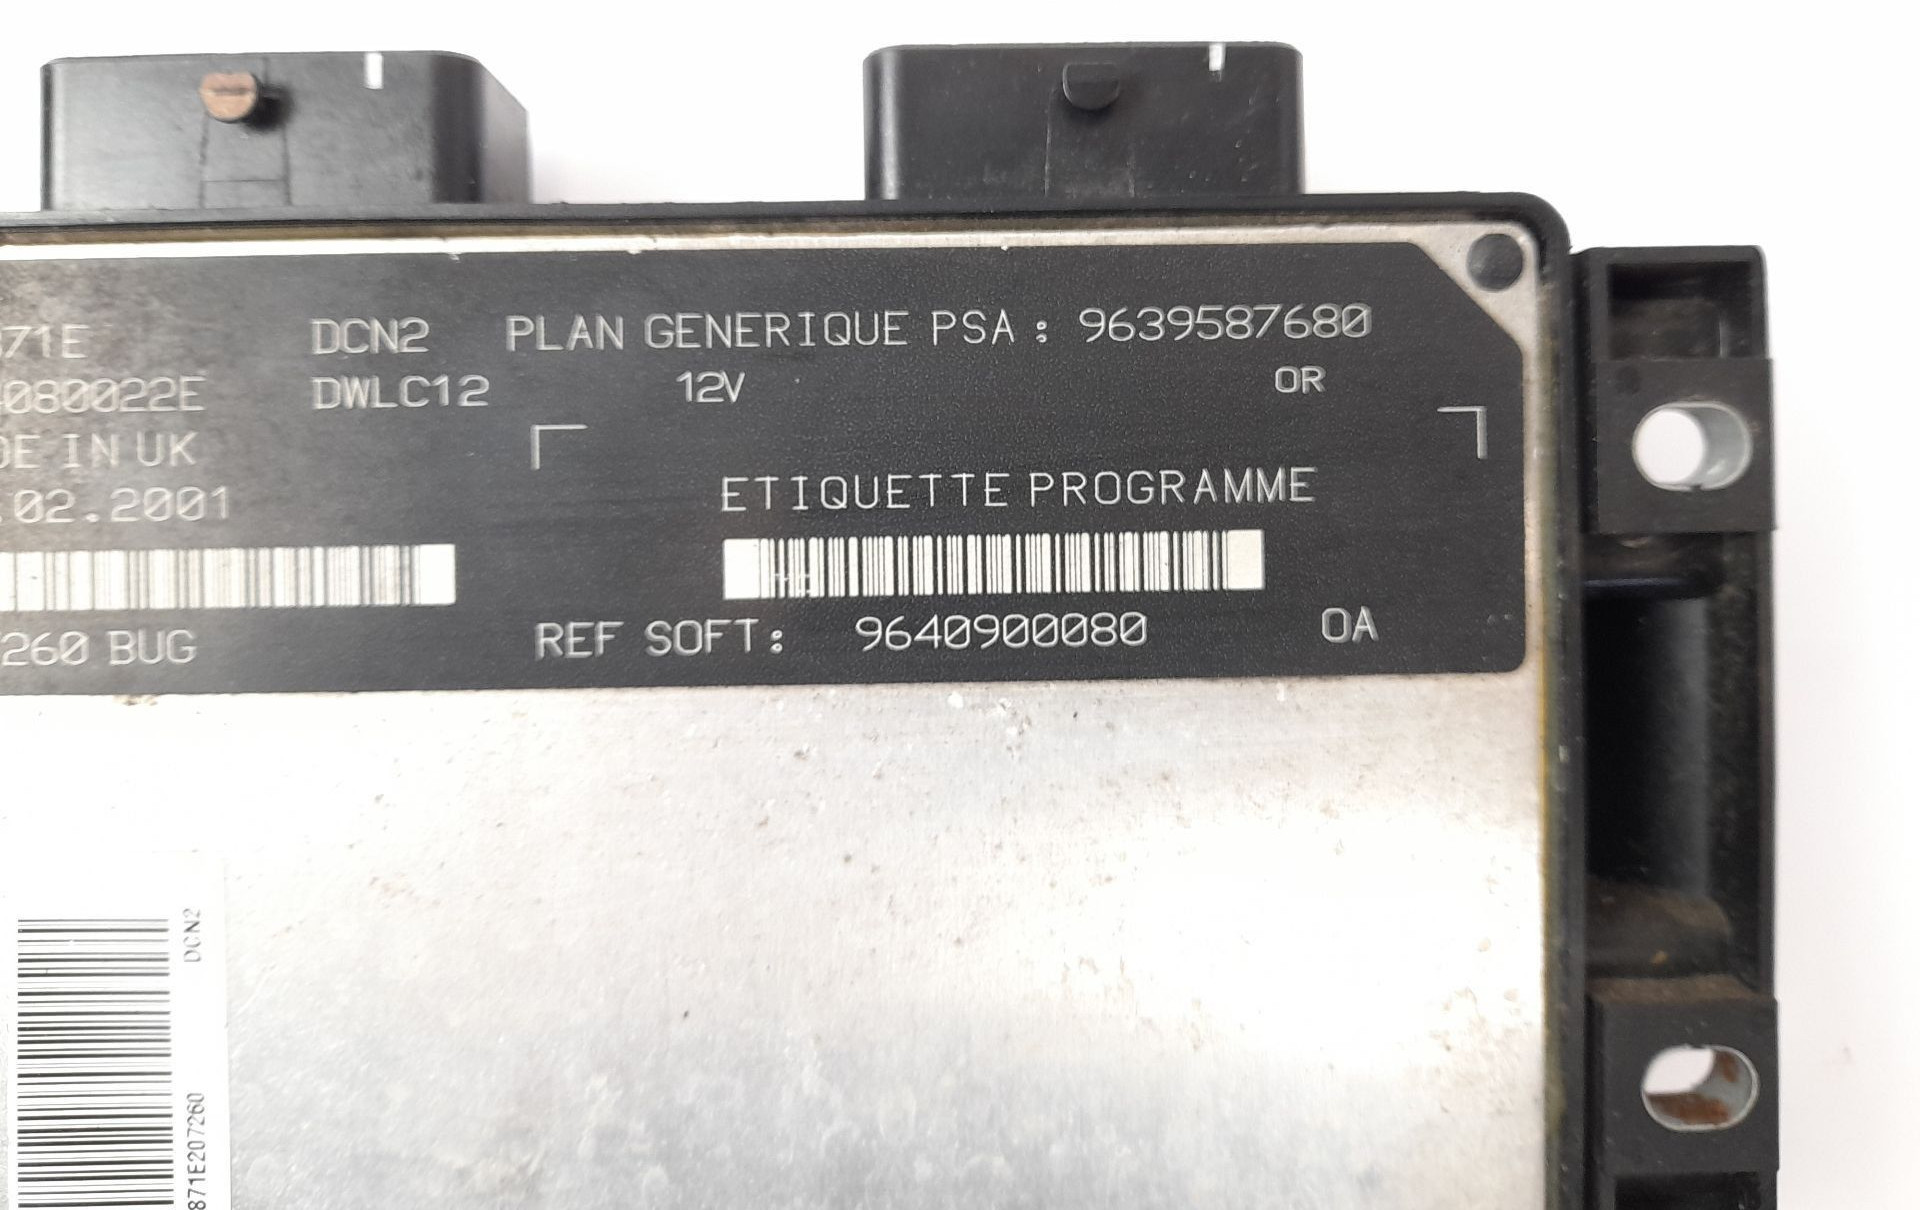 871E DCN2 PLAN GENERIQUE PSA : 9639587680
080022E DWLC12 12V OR
DE IN UK
.02.2001
ETIQUETTE PROGRAMME
260 BUG REF SOFT: 9640900080 OA
DCN2
871E207260